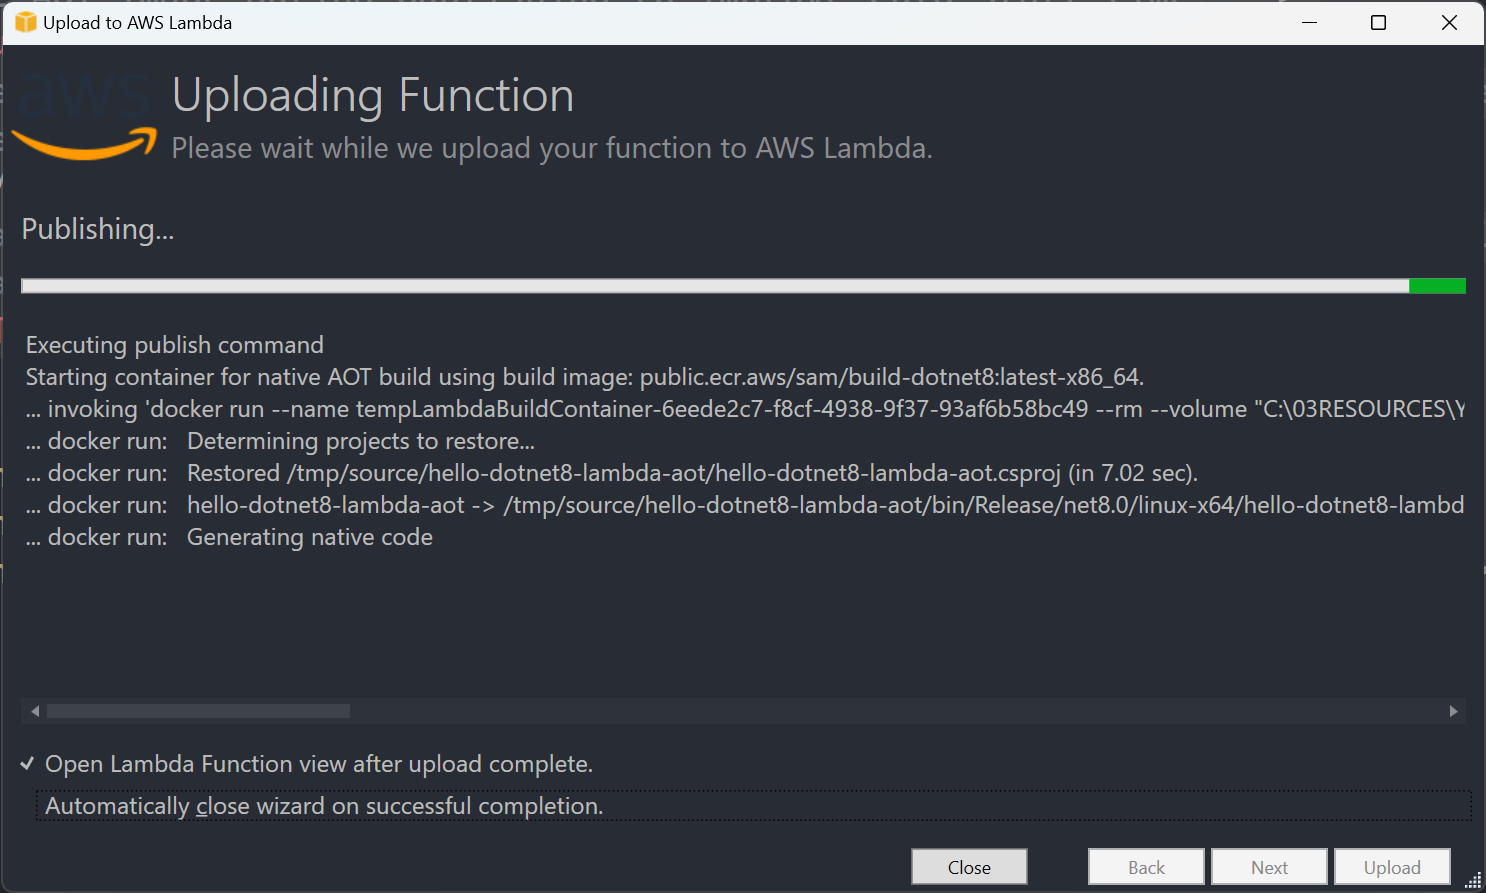 Upload to AWS Lambda
aws
Uploading Function
Please wait while we upload your function to AWS Lambda.
Publishing...
Executing publish command
Starting container for native AOT build using build image: public.ecr.aws/sam/build-dotnet8:latest-x86_64.
... invoking 'docker run --name tempLambdaBuildContainer-6eede2c7-f8cf-4938-9f37-93af6b58bc49 --rm --volume "C:\03RESOURCES\Y
... docker run: Determining projects to restore...
... docker run: Restored /tmp/source/hello-dotnet8-lambda-aot/hello-dotnet8-lambda-aot.csproj (in 7.02 sec).
... docker run: hello-dotnet8-lambda-aot -> /tmp/source/hello-dotnet8-lambda-aot/bin/Release/net8.0/linux-x64/hello-dotnet8-lambd
... docker run: Generating native code
Open Lambda Function view after upload complete.
Automatically close wizard on successful completion.
Close Back Next Upload